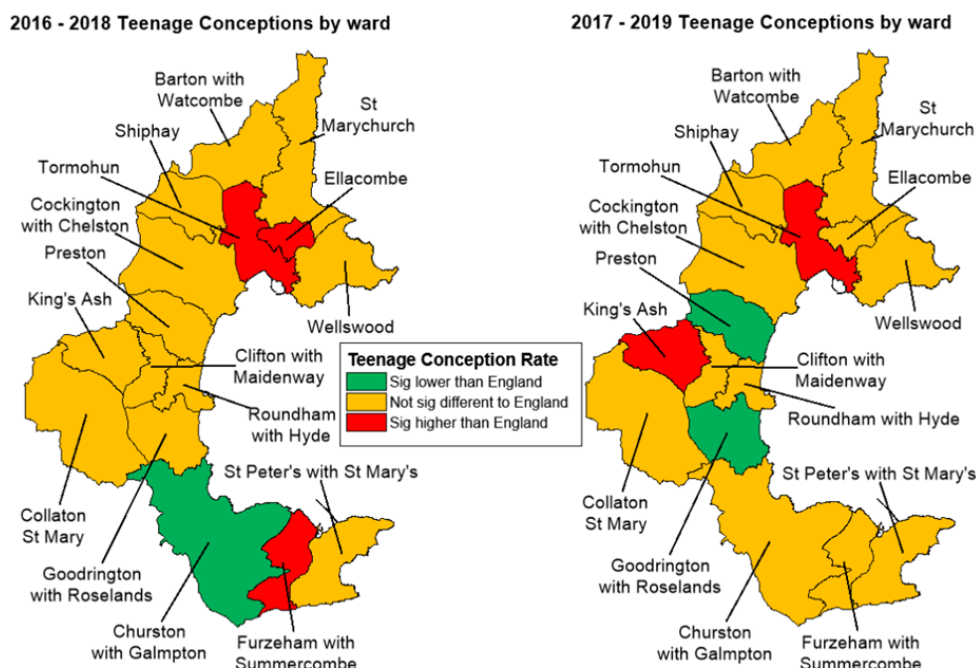 2016 - 2018 Teenage Conceptions by ward
Barton with
Watcombe
St
Marychurch
Shiphay
Tormohun
Ellacombe
Cockington
with Chelston
Preston
King's Ash
Wellswood
Clifton with
Maidenway
Roundham
with Hyde
St Peter's with St Mary's
Collaton
St Mary
Goodrington
with Roselands
Churston
with Galmpton
Furzeham with
Summercombe
Teenage Conception Rate
Sig lower than England
Not sig different to England
Sig higher than England
2017 - 2019 Teenage Conceptions by ward
Barton with
Watcombe
St
Marychurch
Shiphay
Tormohun
Ellacombe
Cockington
with Chelston
Preston
King's Ash
Wellswood
Clifton with
Maidenway
Roundham with Hyde
St Peter's with St Mary's
Collaton
St Mary
Goodrington
with Roselands
Churston
with Galmpton
Furzeham with
Summercombe